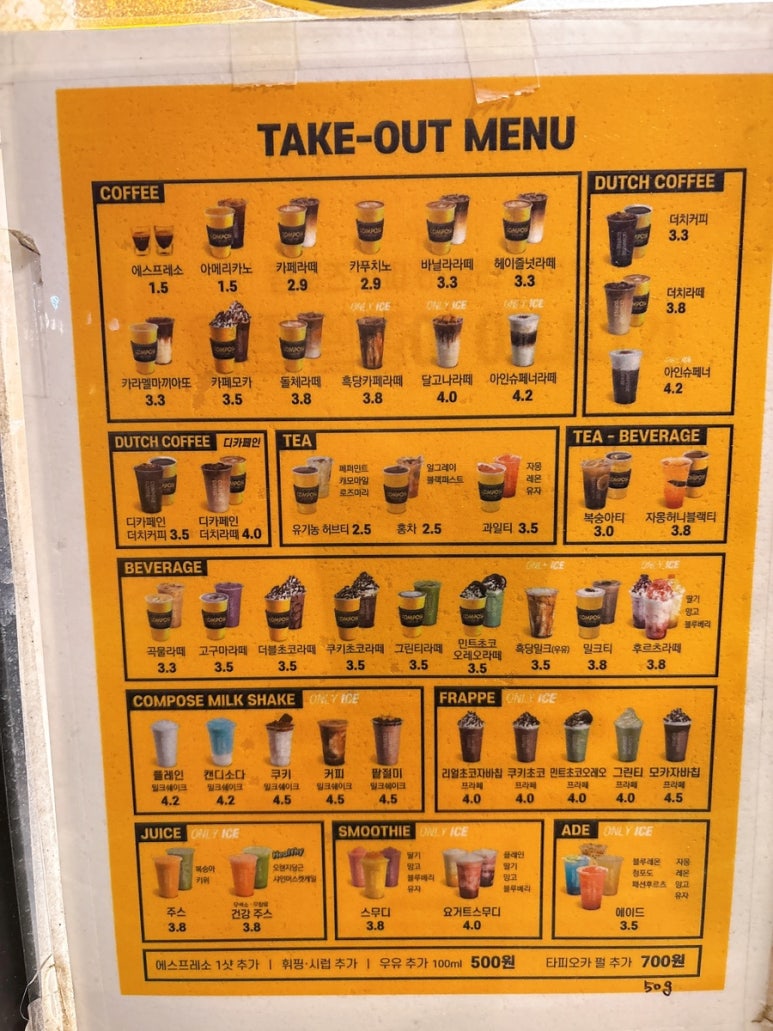 TAKE-OUT MENU
COFFEE
에스프레소 아메리카노 카페라떼 카푸치노 바닐라라떼 헤이즐넛라떼
1.5 1.5 2.9 2.9 3.3 3.3
ONLY ICE ONLY ICE ONLY ICE
카라멜마끼아또 카페모카 돌체라떼 흑당카페라떼 달고나라떼 아인슈페너라떼
3.3 3.5 3.8 3.8 4.0 4.2
DUTCH COFFEE
더치커피
3.3
더치라떼
3.8
ONLY ICE
아인슈페너
4.2
DUTCH COFFEE 디카페인
디카페인 디카페인
더치커피 3.5 더치라떼 4.0
TEA
페퍼민트 얼그레이 자몽
캐모마일 블랙퍼스트 레몬
로즈마리 유자
유기농 허브티 2.5 홍차 2.5 과일티 3.5
TEA - BEVERAGE
복숭아티 자몽허니블랙티
3.0 3.8
BEVERAGE
ONLY ICE ONLY ICE
딸기
망고
블루베리
곡물라떼 고구마라떼 더블초코라떼 쿠키초코라떼 그린티라떼 민트초코 오레오라떼 흑당밀크(우유) 밀크티 후르츠라떼
3.3 3.5 3.5 3.5 3.5 3.5 3.5 3.8 3.8
COMPOSE MILK SHAKE ONLY ICE
플레인 캔디소다 쿠키 커피 팥절미
밀크쉐이크 밀크쉐이크 밀크쉐이크 밀크쉐이크 밀크쉐이크
4.2 4.2 4.5 4.5 4.5
FRAPPE ONLY ICE
리얼초코자바칩 쿠키초코 민트초코오레오 그린티 모카자바칩
프라페 프라페 프라페 프라페 프라페
4.0 4.0 4.0 4.0 4.5
JUICE ONLY ICE
Healthy
복숭아 오렌지당근
키위 샤인머스켓케일
주스 건강 주스
3.8 3.8
SMOOTHIE ONLY ICE
딸기 플레인
망고 딸기
블루베리 망고
유자 블루베리
스무디 요거트스무디
3.8 4.0
ADE ONLY ICE
블루레몬 자몽
청포도 레몬
패션후르츠 망고
유자
에이드
3.5
에스프레소 1샷 추가 | 휘핑·시럽 추가 | 우유 추가 100ml 500원 타피오카 펄 추가 700원
50g